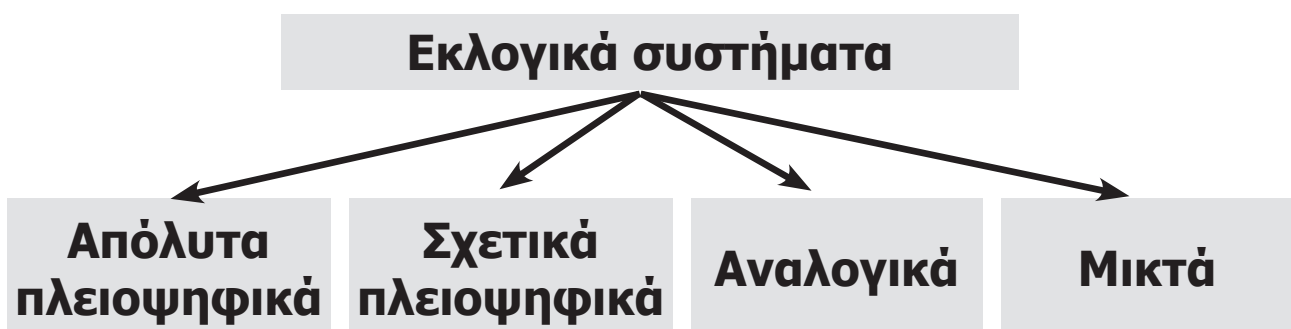 Εκλογικά συστήματα
Απόλυτα
πλειοψηφικά
Σχετικά
πλειοψηφικά
Αναλογικά
Μικτά